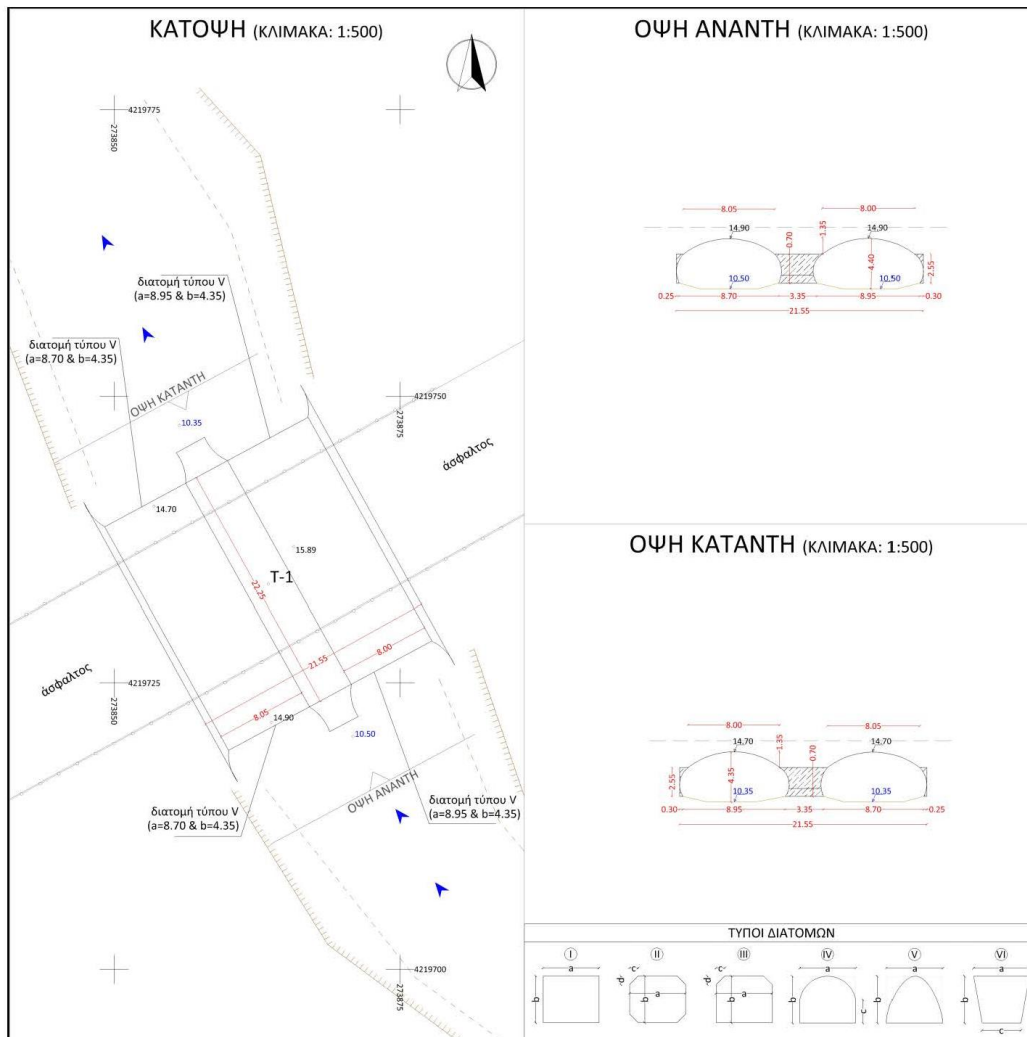 ΚΑΤΟΨΗ (ΚΛΙΜΑΚΑ: 1:500)
4219775
273850
διατομή τύπου V
(a=8.95 & b=4.35)
διατομή τύπου V
(a=8.70 & b=4.35)
ΟΨΗ ΚΑΤΑΝΤΗ
10.35
4219750
273875
άσφαλτος
14.70
15.89
T-1
22.25
21.55
8.00
8.05
14.90
άσφαλτος
4219725
273850
10.50
ΟΨΗ ΑΝΑΝΤΗ
διατομή τύπου V
(a=8.95 & b=4.35)
διατομή τύπου V
(a=8.70 & b=4.35)
4219700
273875
ΟΨΗ ΑΝΑΝΤΗ (ΚΛΙΜΑΚΑ: 1:500)
8.05 8.00
14.90 0.70 1.35 14.90
4.40 2.55
10.50 10.50
0.25 8.70 3.35 8.95 0.30
21.55
ΟΨΗ ΚΑΤΑΝΤΗ (ΚΛΙΜΑΚΑ: 1:500)
8.00 8.05
14.70 1.35 0.70 14.70
2.55 4.35
10.35 10.35
0.30 8.95 3.35 8.70 0.25
21.55
ΤΥΠΟΙ ΔΙΑΤΟΜΩΝ
I II III IV V VI
a c c a a a
b d b a d b a b c b b
c